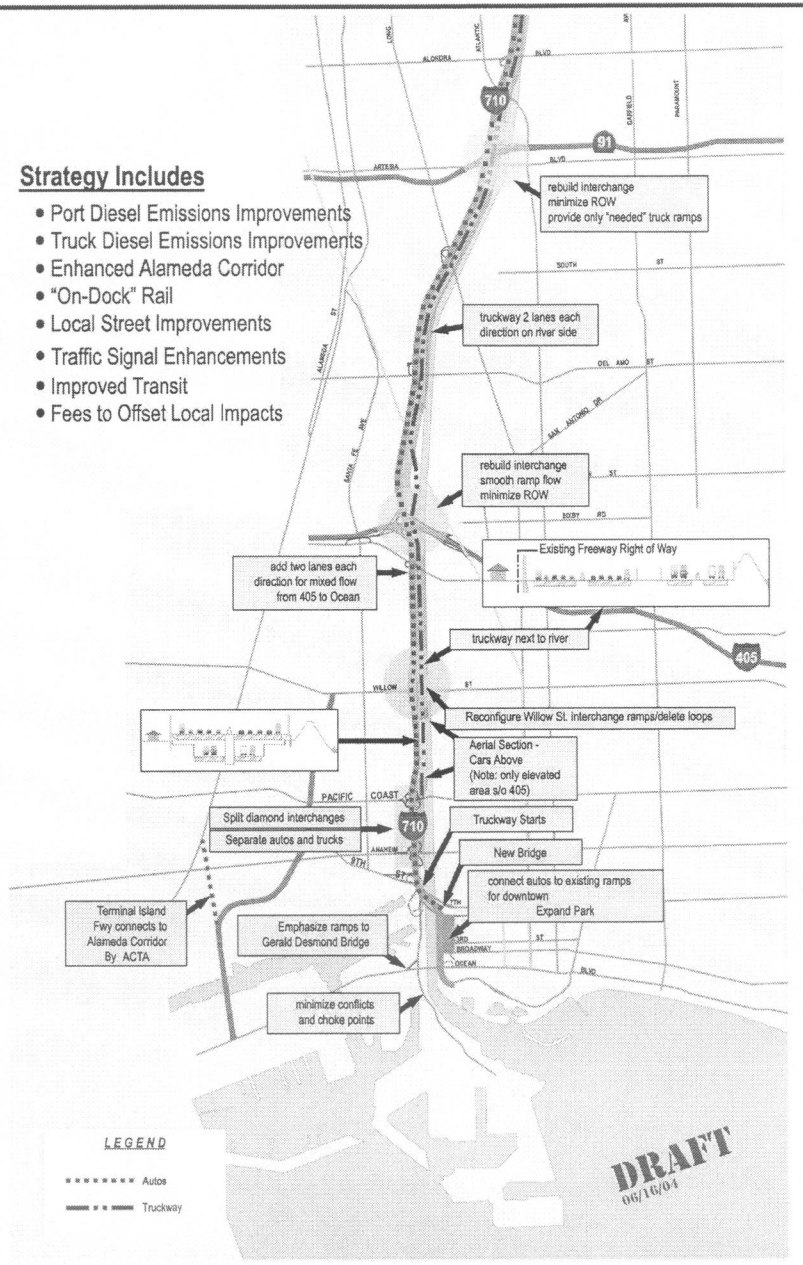 LONG
ATLANTIC
AV
GARFIELD
PARAMOUNT
ALONDRA BLVD
710
91
ARTESIA BLVD
Strategy Includes
• Port Diesel Emissions Improvements
• Truck Diesel Emissions Improvements
• Enhanced Alameda Corridor
• "On-Dock" Rail
• Local Street Improvements
• Traffic Signal Enhancements
• Improved Transit
• Fees to Offset Local Impacts
rebuild interchange
minimize ROW
provide only "needed" truck ramps
SOUTH ST
ALAMEDA ST
truckway 2 lanes each
direction on river side
DEL AMO ST
SAN ANTONIO DR
SANTA FE AVE
rebuild interchange
smooth ramp flow
minimize ROW
ST
BIXBY RD
Existing Freeway Right of Way
add two lanes each
direction for mixed flow
from 405 to Ocean
truckway next to river
405
WILLOW ST
Reconfigure Willow St. interchange ramps/delete loops
Aerial Section -
Cars Above
(Note: only elevated
area s/o 405)
PACIFIC COAST
Split diamond interchanges
Separate autos and trucks
710
Truckway Starts
ANAHEIM
9TH ST
New Bridge
7TH
connect autos to existing ramps
for downtown
Expand Park
Terminal Island
Fwy connects to
Alameda Corridor
By ACTA
Emphasize ramps to
Gerald Desmond Bridge
3RD ST
BROADWAY
OCEAN BLVD
minimize conflicts
and choke points
LEGEND
Autos
Truckway
DRAFT
06/16/04